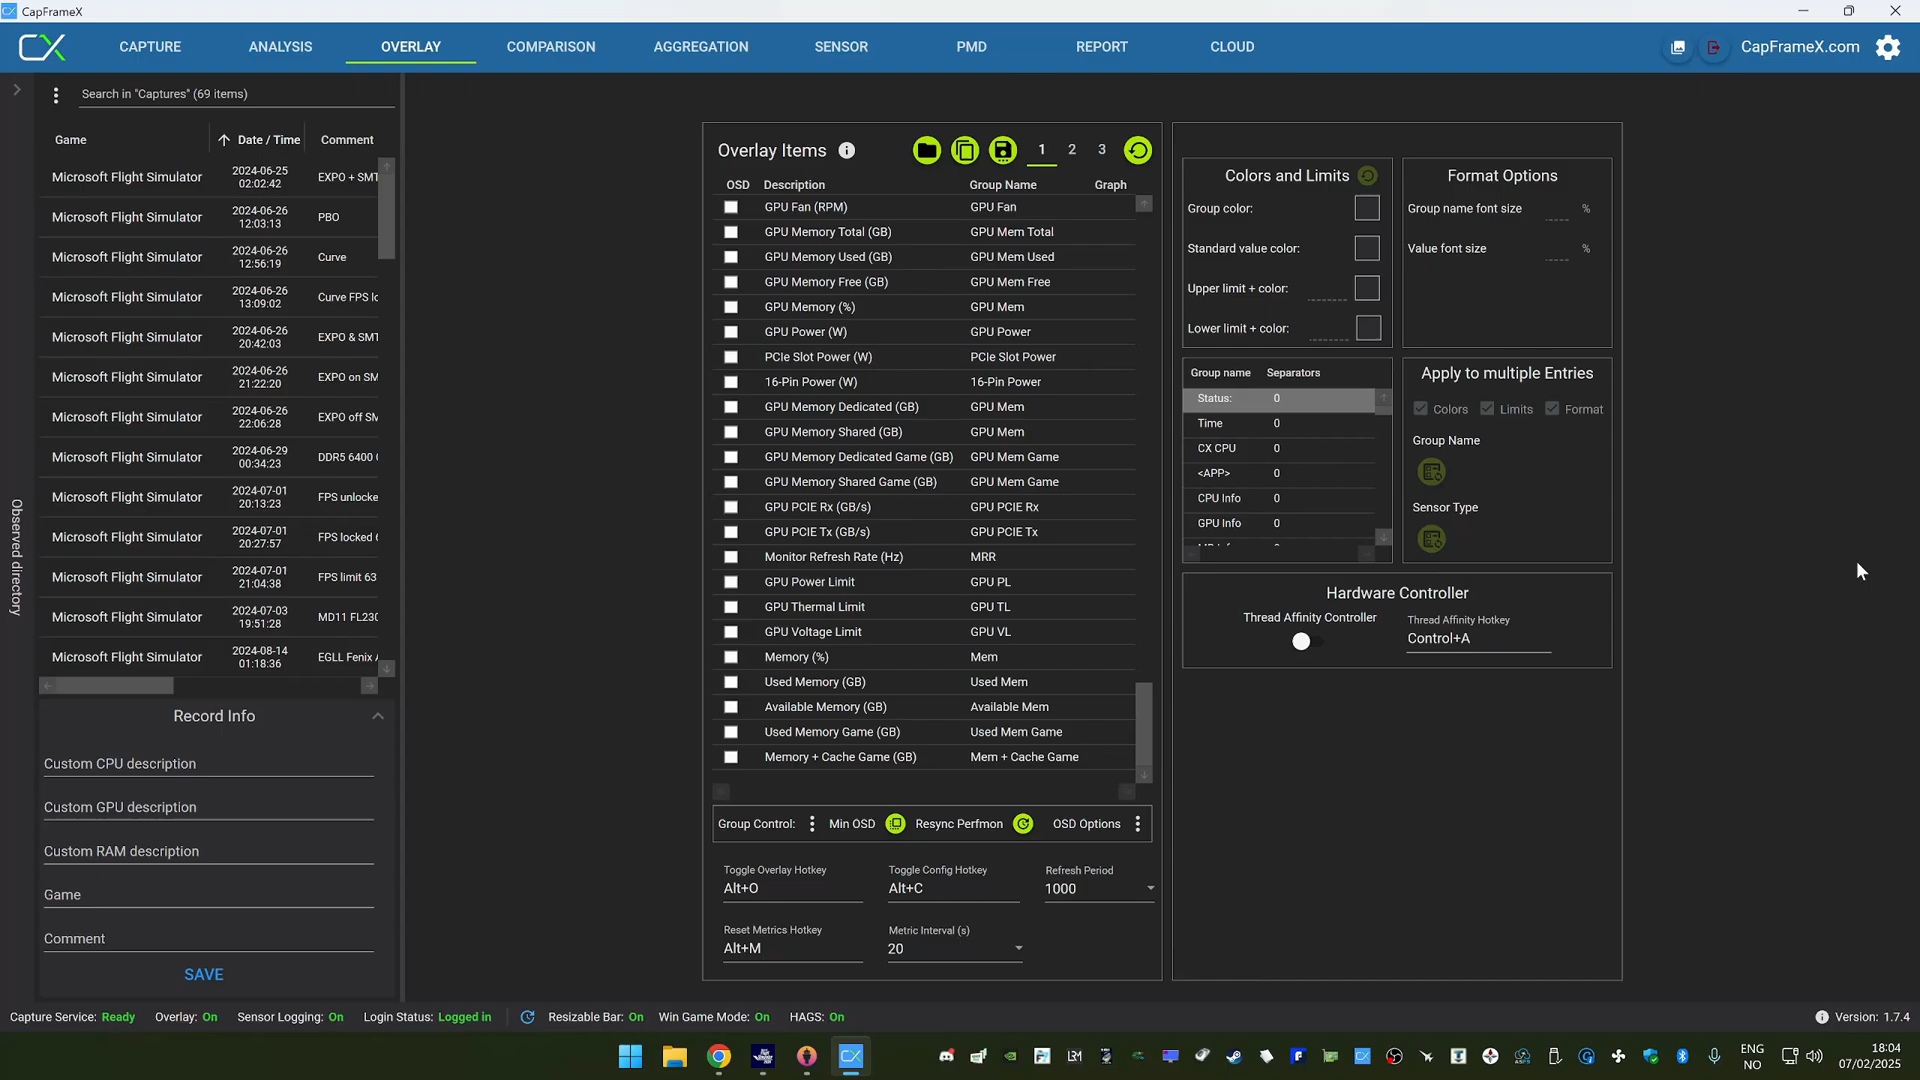 CapFrameX
CX
CAPTURE
ANALYSIS
OVERLAY
COMPARISON
AGGREGATION
SENSOR
PMD
REPORT
CLOUD
CapFrameX.com
Observed directory
Search in "Captures" (69 items)
Game Date / Time Comment
Microsoft Flight Simulator 2024-06-25 02:02:42 EXPO + SMT
Microsoft Flight Simulator 2024-06-26 12:03:13 PBO
Microsoft Flight Simulator 2024-06-26 12:56:19 Curve
Microsoft Flight Simulator 2024-06-26 13:09:02 Curve FPS lo
Microsoft Flight Simulator 2024-06-26 20:42:03 EXPO & SMT
Microsoft Flight Simulator 2024-06-26 21:22:20 EXPO on SM
Microsoft Flight Simulator 2024-06-26 22:06:28 EXPO off SM
Microsoft Flight Simulator 2024-06-29 00:34:23 DDR5 6400
Microsoft Flight Simulator 2024-07-01 20:13:23 FPS unlocke
Microsoft Flight Simulator 2024-07-01 20:27:57 FPS locked 6
Microsoft Flight Simulator 2024-07-01 21:04:38 FPS limit 63
Microsoft Flight Simulator 2024-07-03 19:51:28 MD11 FL230
Microsoft Flight Simulator 2024-08-14 01:18:36 EGLL Fenix
Record Info
Custom CPU description
Custom GPU description
Custom RAM description
Game
Comment
SAVE
Overlay Items 1 2 3
OSD Description Group Name Graph
GPU Fan (RPM) GPU Fan
GPU Memory Total (GB) GPU Mem Total
GPU Memory Used (GB) GPU Mem Used
GPU Memory Free (GB) GPU Mem Free
GPU Memory (%) GPU Mem
GPU Power (W) GPU Power
PCIe Slot Power (W) PCIe Slot Power
16-Pin Power (W) 16-Pin Power
GPU Memory Dedicated (GB) GPU Mem
GPU Memory Shared (GB) GPU Mem
GPU Memory Dedicated Game (GB) GPU Mem Game
GPU Memory Shared Game (GB) GPU Mem Game
GPU PCIE Rx (GB/s) GPU PCIE Rx
GPU PCIE Tx (GB/s) GPU PCIE Tx
Monitor Refresh Rate (Hz) MRR
GPU Power Limit GPU PL
GPU Thermal Limit GPU TL
GPU Voltage Limit GPU VL
Memory (%) Mem
Used Memory (GB) Used Mem
Available Memory (GB) Available Mem
Used Memory Game (GB) Used Mem Game
Memory + Cache Game (GB) Mem + Cache Game
Group Control: Min OSD Resync Perfmon OSD Options
Toggle Overlay Hotkey Toggle Config Hotkey Refresh Period
Alt+O Alt+C 1000
Reset Metrics Hotkey Metric Interval (s)
Alt+M 20
Colors and Limits
Group color:
Standard value color:
Upper limit + color:
Lower limit + color:
Format Options
Group name font size %
Value font size %
Group name Separators
Status: 0
Time 0
CX CPU 0
<APP> 0
CPU Info 0
GPU Info 0
Apply to multiple Entries
Colors Limits Format
Group Name
Sensor Type
Hardware Controller
Thread Affinity Controller Thread Affinity Hotkey
Control+A
Capture Service: Ready Overlay: On Sensor Logging: On Login Status: Logged in Resizable Bar: On Win Game Mode: On HAGS: On Version: 1.7.4
ENG
NO
18:04
07/02/2025